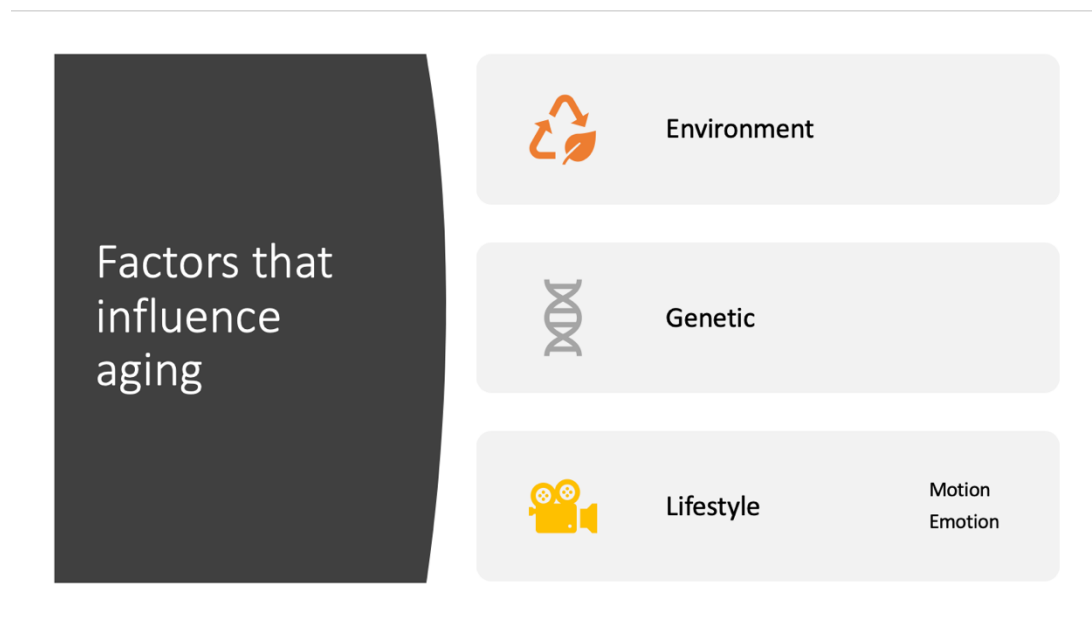 Factors that
influence
aging
Environment
Genetic
Lifestyle
Motion
Emotion